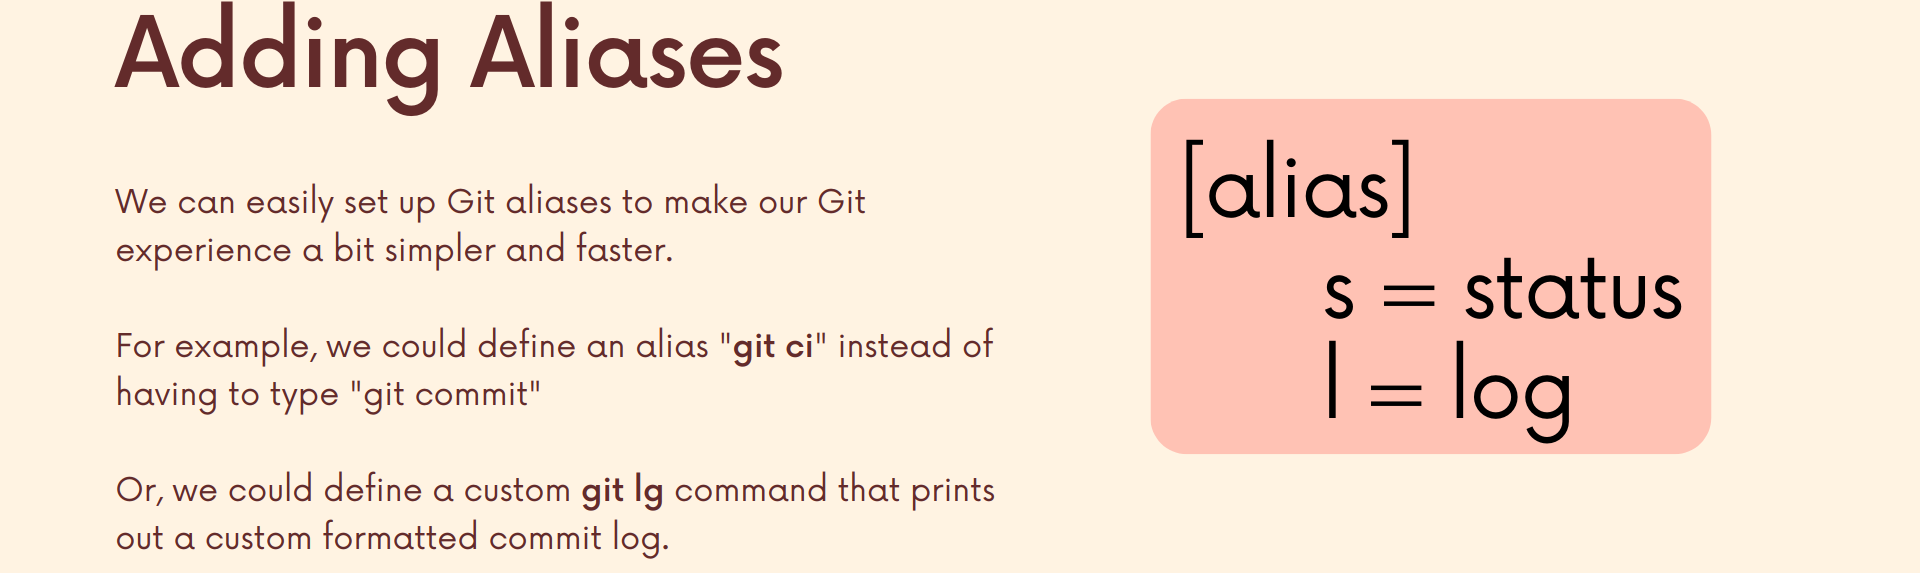 Adding Aliases
We can easily set up Git aliases to make our Git
experience a bit simpler and faster.
For example, we could define an alias "git ci" instead of
having to type "git commit"
Or, we could define a custom git lg command that prints
out a custom formatted commit log.
[alias]
s = status
l = log